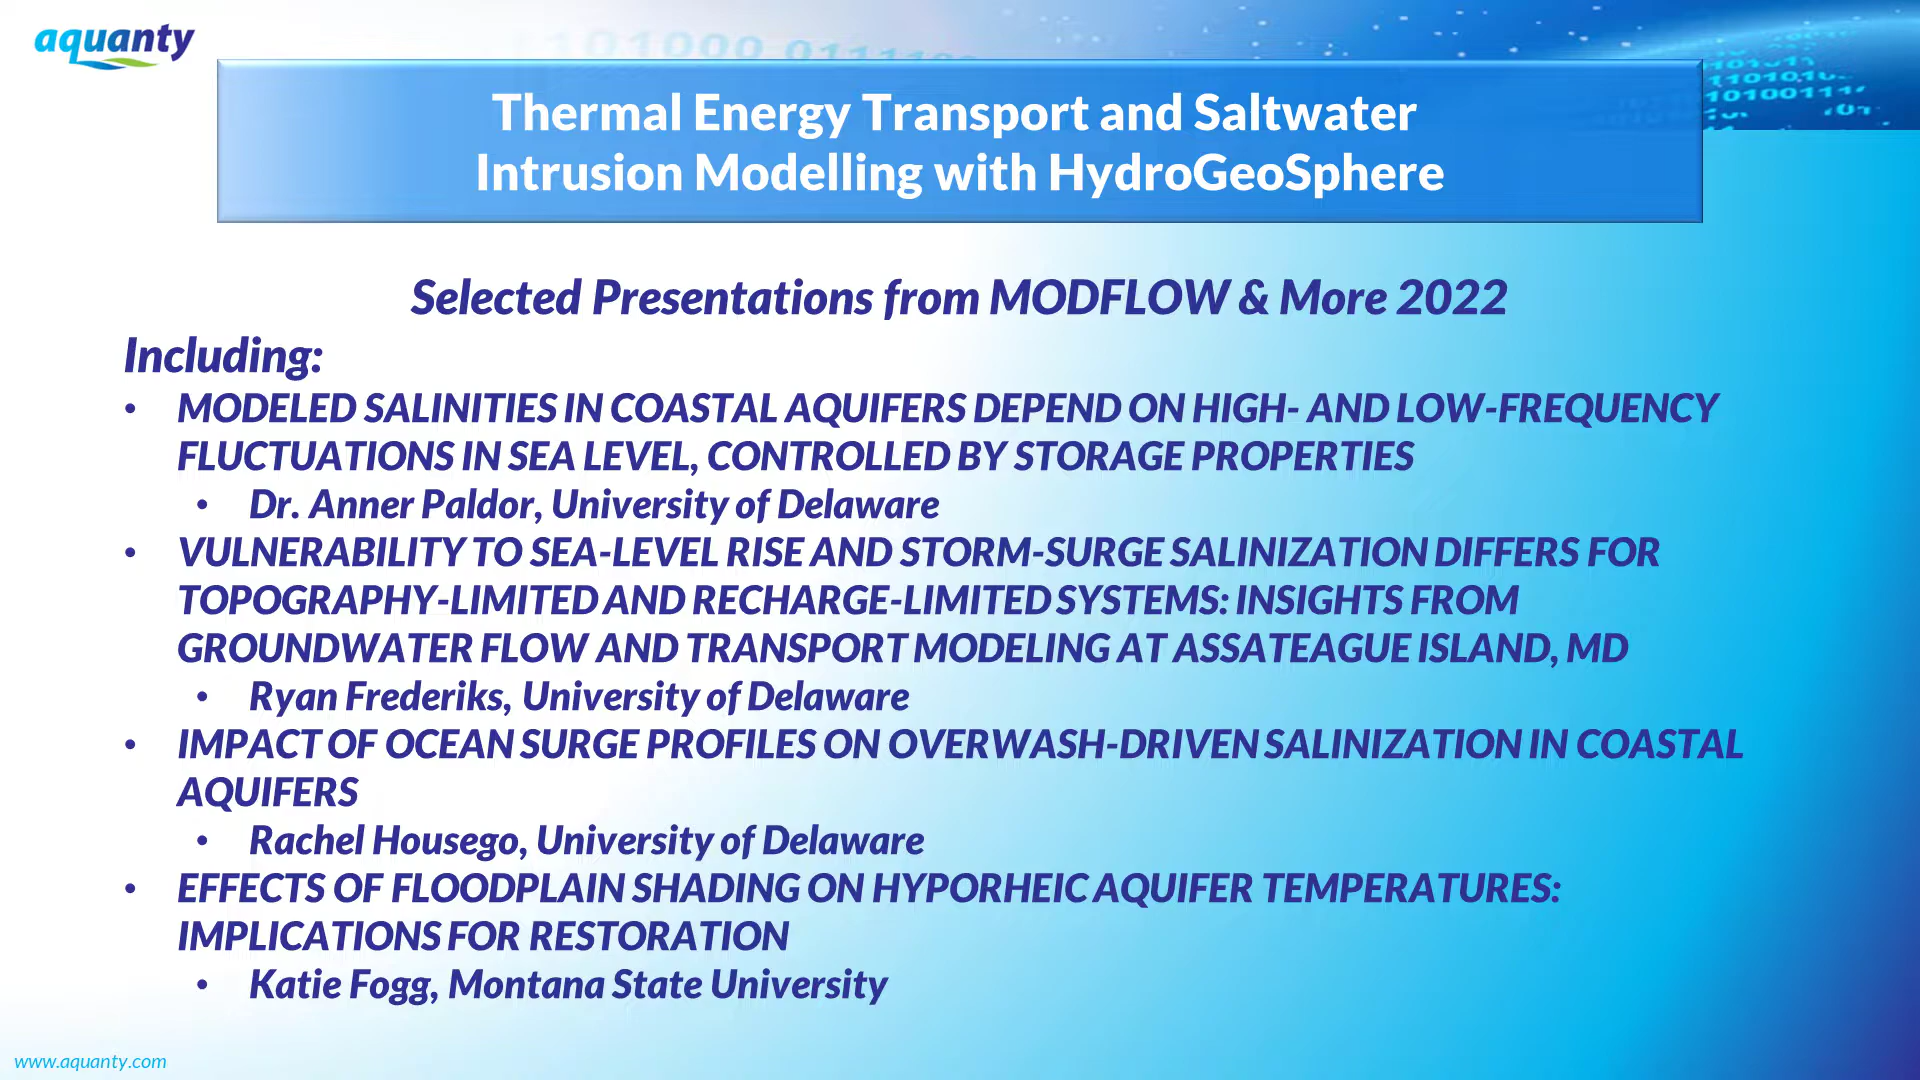 aquanty
Thermal Energy Transport and Saltwater
Intrusion Modelling with HydroGeoSphere
Selected Presentations from MODFLOW & More 2022
Including:
• MODELED SALINITIES IN COASTAL AQUIFERS DEPEND ON HIGH- AND LOW-FREQUENCY
FLUCTUATIONS IN SEA LEVEL, CONTROLLED BY STORAGE PROPERTIES
• Dr. Anner Paldor, University of Delaware
• VULNERABILITY TO SEA-LEVEL RISE AND STORM-SURGE SALINIZATION DIFFERS FOR
TOPOGRAPHY-LIMITED AND RECHARGE-LIMITED SYSTEMS: INSIGHTS FROM
GROUNDWATER FLOW AND TRANSPORT MODELING AT ASSATEAGUE ISLAND, MD
• Ryan Frederiks, University of Delaware
• IMPACT OF OCEAN SURGE PROFILES ON OVERWASH-DRIVEN SALINIZATION IN COASTAL
AQUIFERS
• Rachel Housego, University of Delaware
• EFFECTS OF FLOODPLAIN SHADING ON HYPORHEIC AQUIFER TEMPERATURES:
IMPLICATIONS FOR RESTORATION
• Katie Fogg, Montana State University
www.aquanty.com